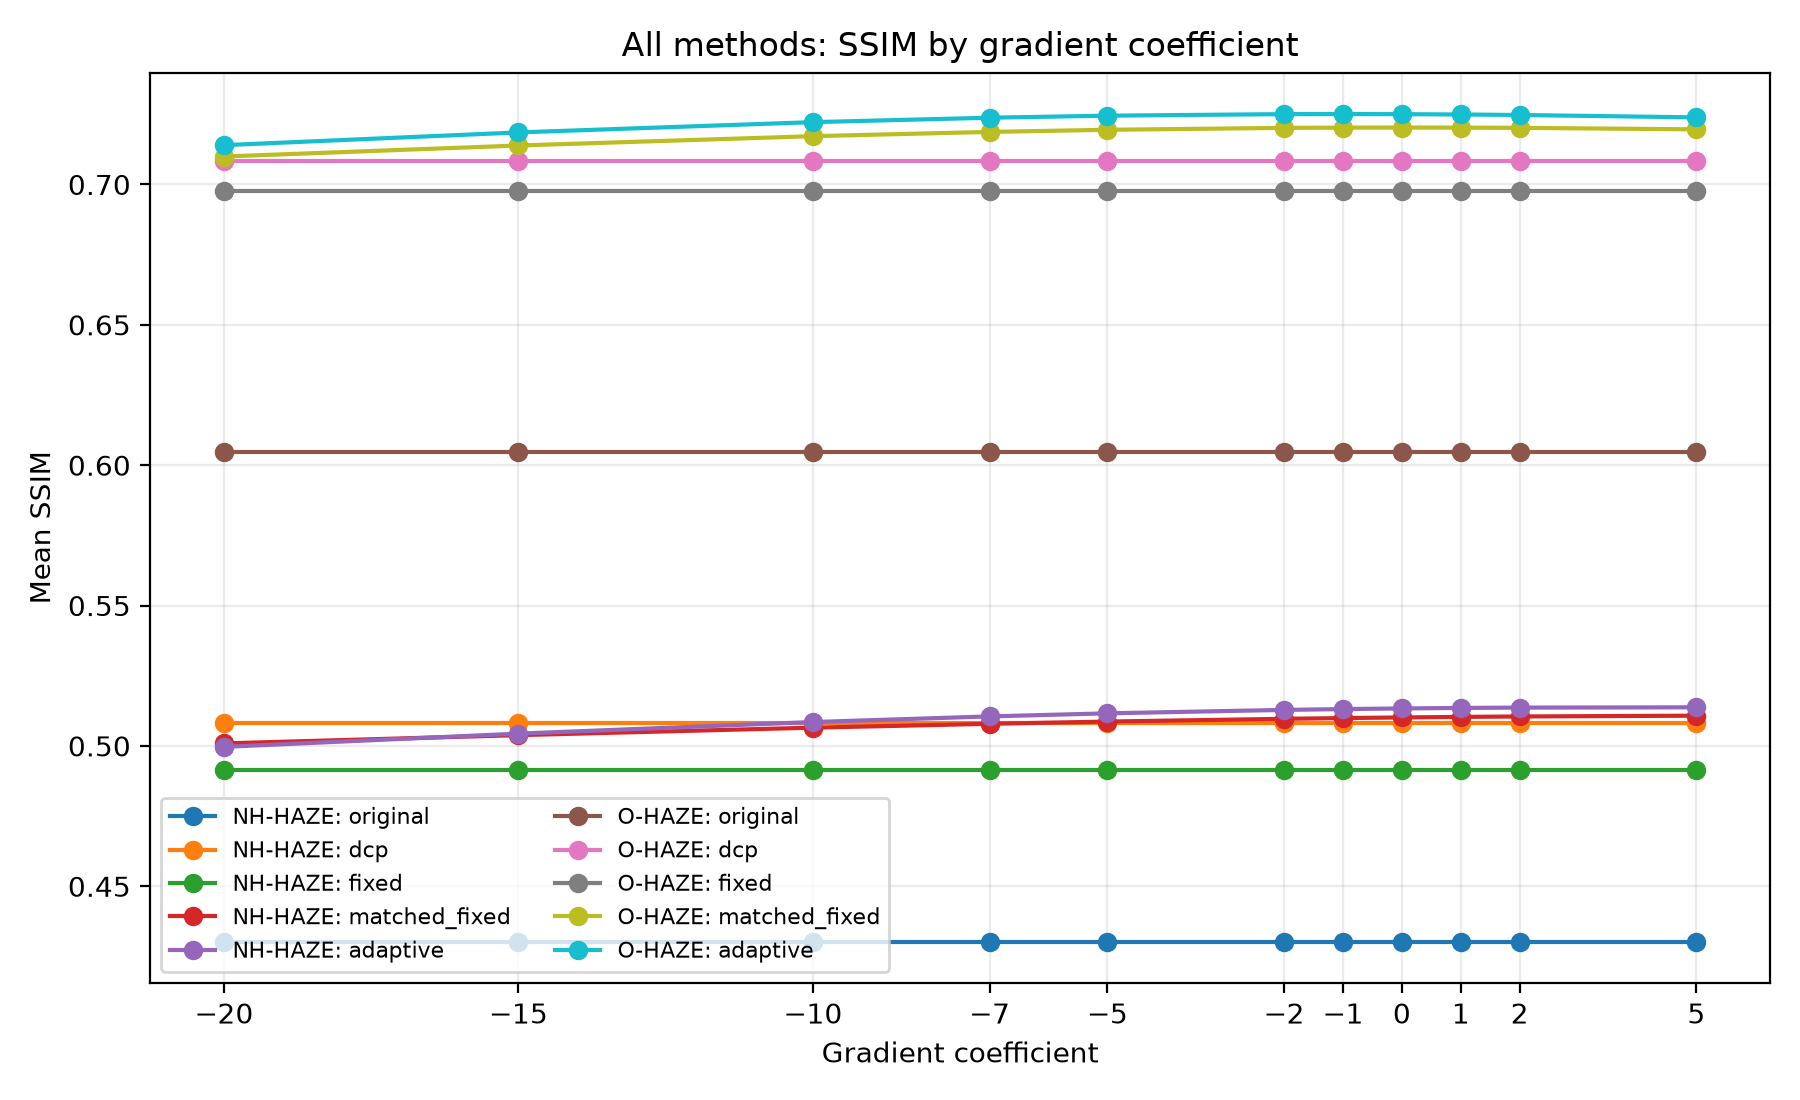 All methods: SSIM by gradient coefficient
Mean SSIM
0.70
0.65
0.60
0.55
0.50
0.45
NH-HAZE: original
NH-HAZE: dcp
NH-HAZE: fixed
NH-HAZE: matched_fixed
NH-HAZE: adaptive
O-HAZE: original
O-HAZE: dcp
O-HAZE: fixed
O-HAZE: matched_fixed
O-HAZE: adaptive
−20 −15 −10 −7 −5 −2 −1 0 1 2 5
Gradient coefficient